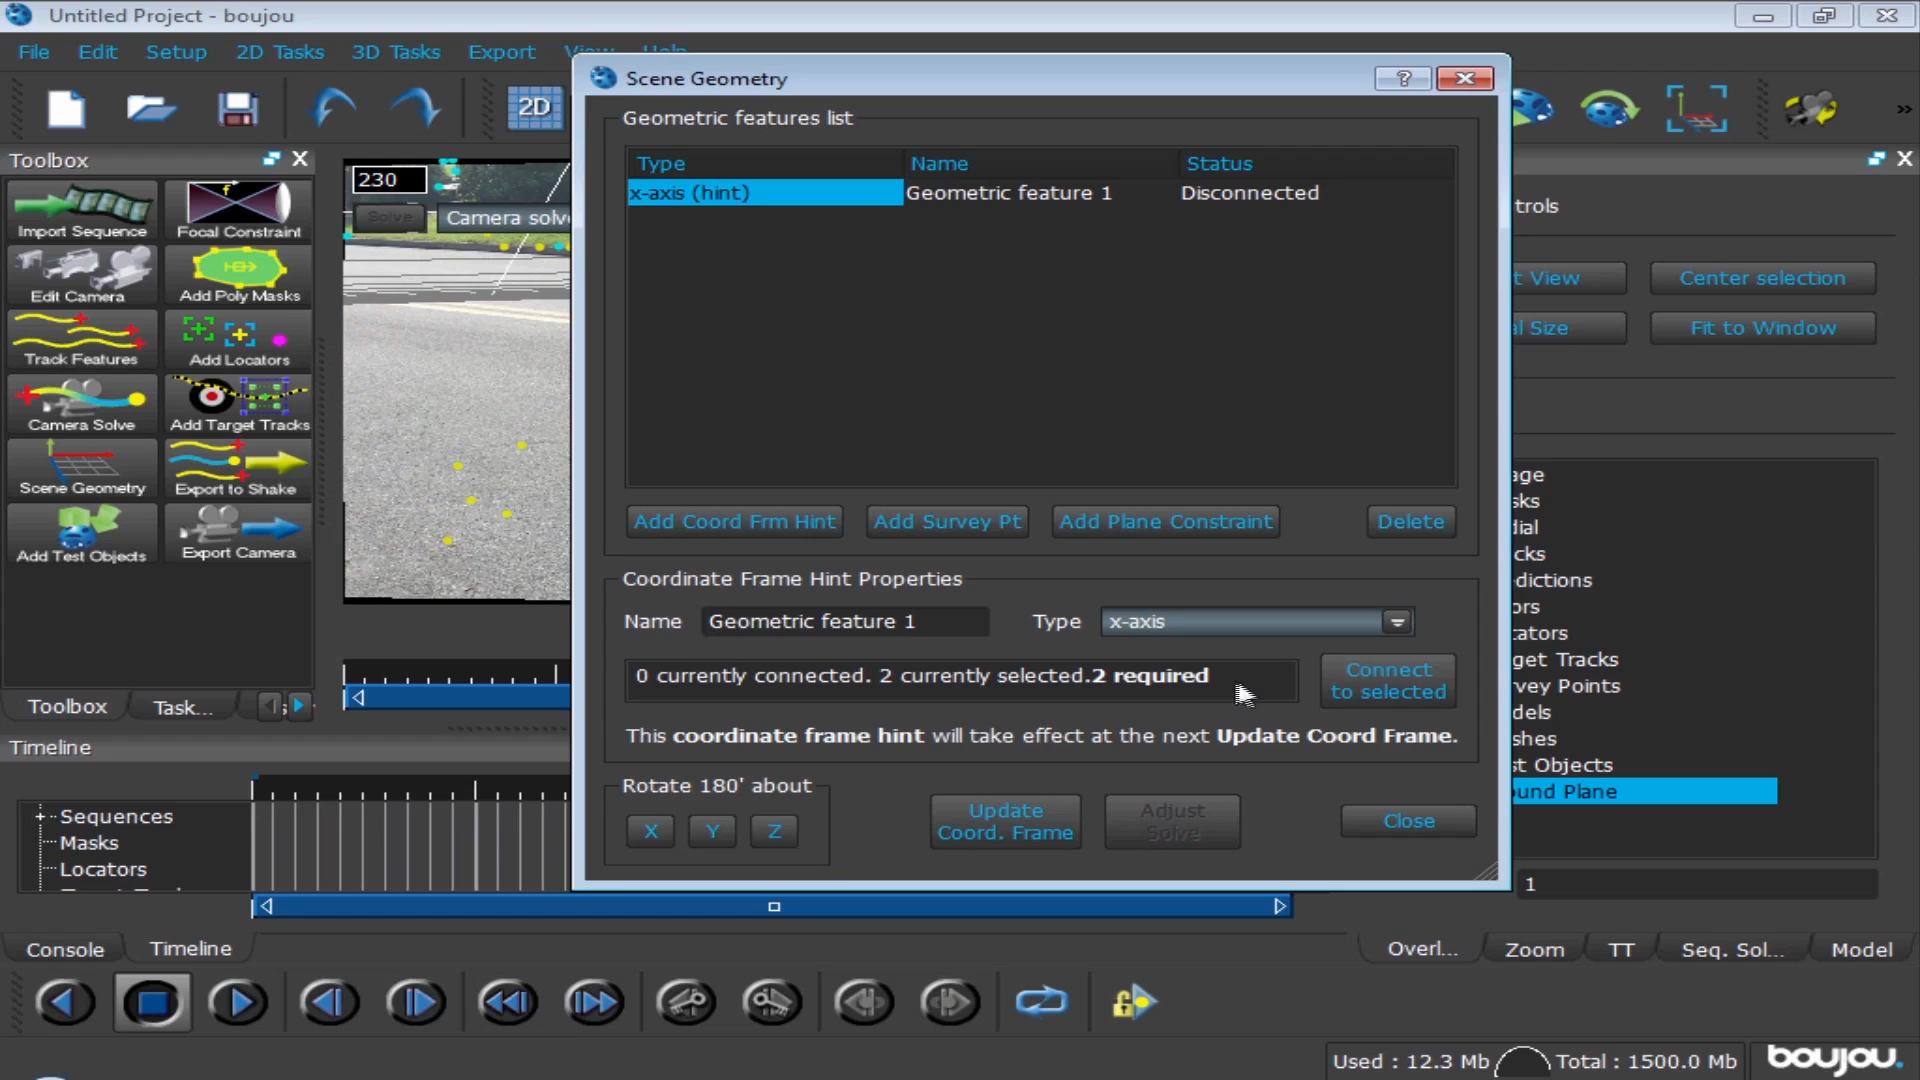 Untitled Project - boujou
File Edit Setup 2D Tasks 3D Tasks Export View Help
2D
Toolbox
Import Sequence Focal Constraint
Edit Camera Add Poly Masks
Track Features Add Locators
Camera Solve Add Target Tracks
Scene Geometry Export to Shake
Add Test Objects Export Camera
Toolbox Task...
230
Solve Camera solv
Scene Geometry
Geometric features list
Type Name Status
x-axis (hint) Geometric feature 1 Disconnected
Add Coord Frm Hint Add Survey Pt Add Plane Constraint Delete
Coordinate Frame Hint Properties
Name Geometric feature 1 Type x-axis
0 currently connected. 2 currently selected.2 required
Connect
to selected
This coordinate frame hint will take effect at the next Update Coord Frame.
Rotate 180' about
X Y Z
Update
Coord. Frame
Adjust
Solve
Close
trols
t View Center selection
al Size Fit to Window
age
sks
dial
cks
dictions
ors
cators
get Tracks
vey Points
dels
shes
st Objects
ound Plane
1
Timeline
Sequences
Masks
Locators
Console Timeline
Overl... Zoom TT Seq. Sol... Model
Used : 12.3 Mb Total : 1500.0 Mb boujou.